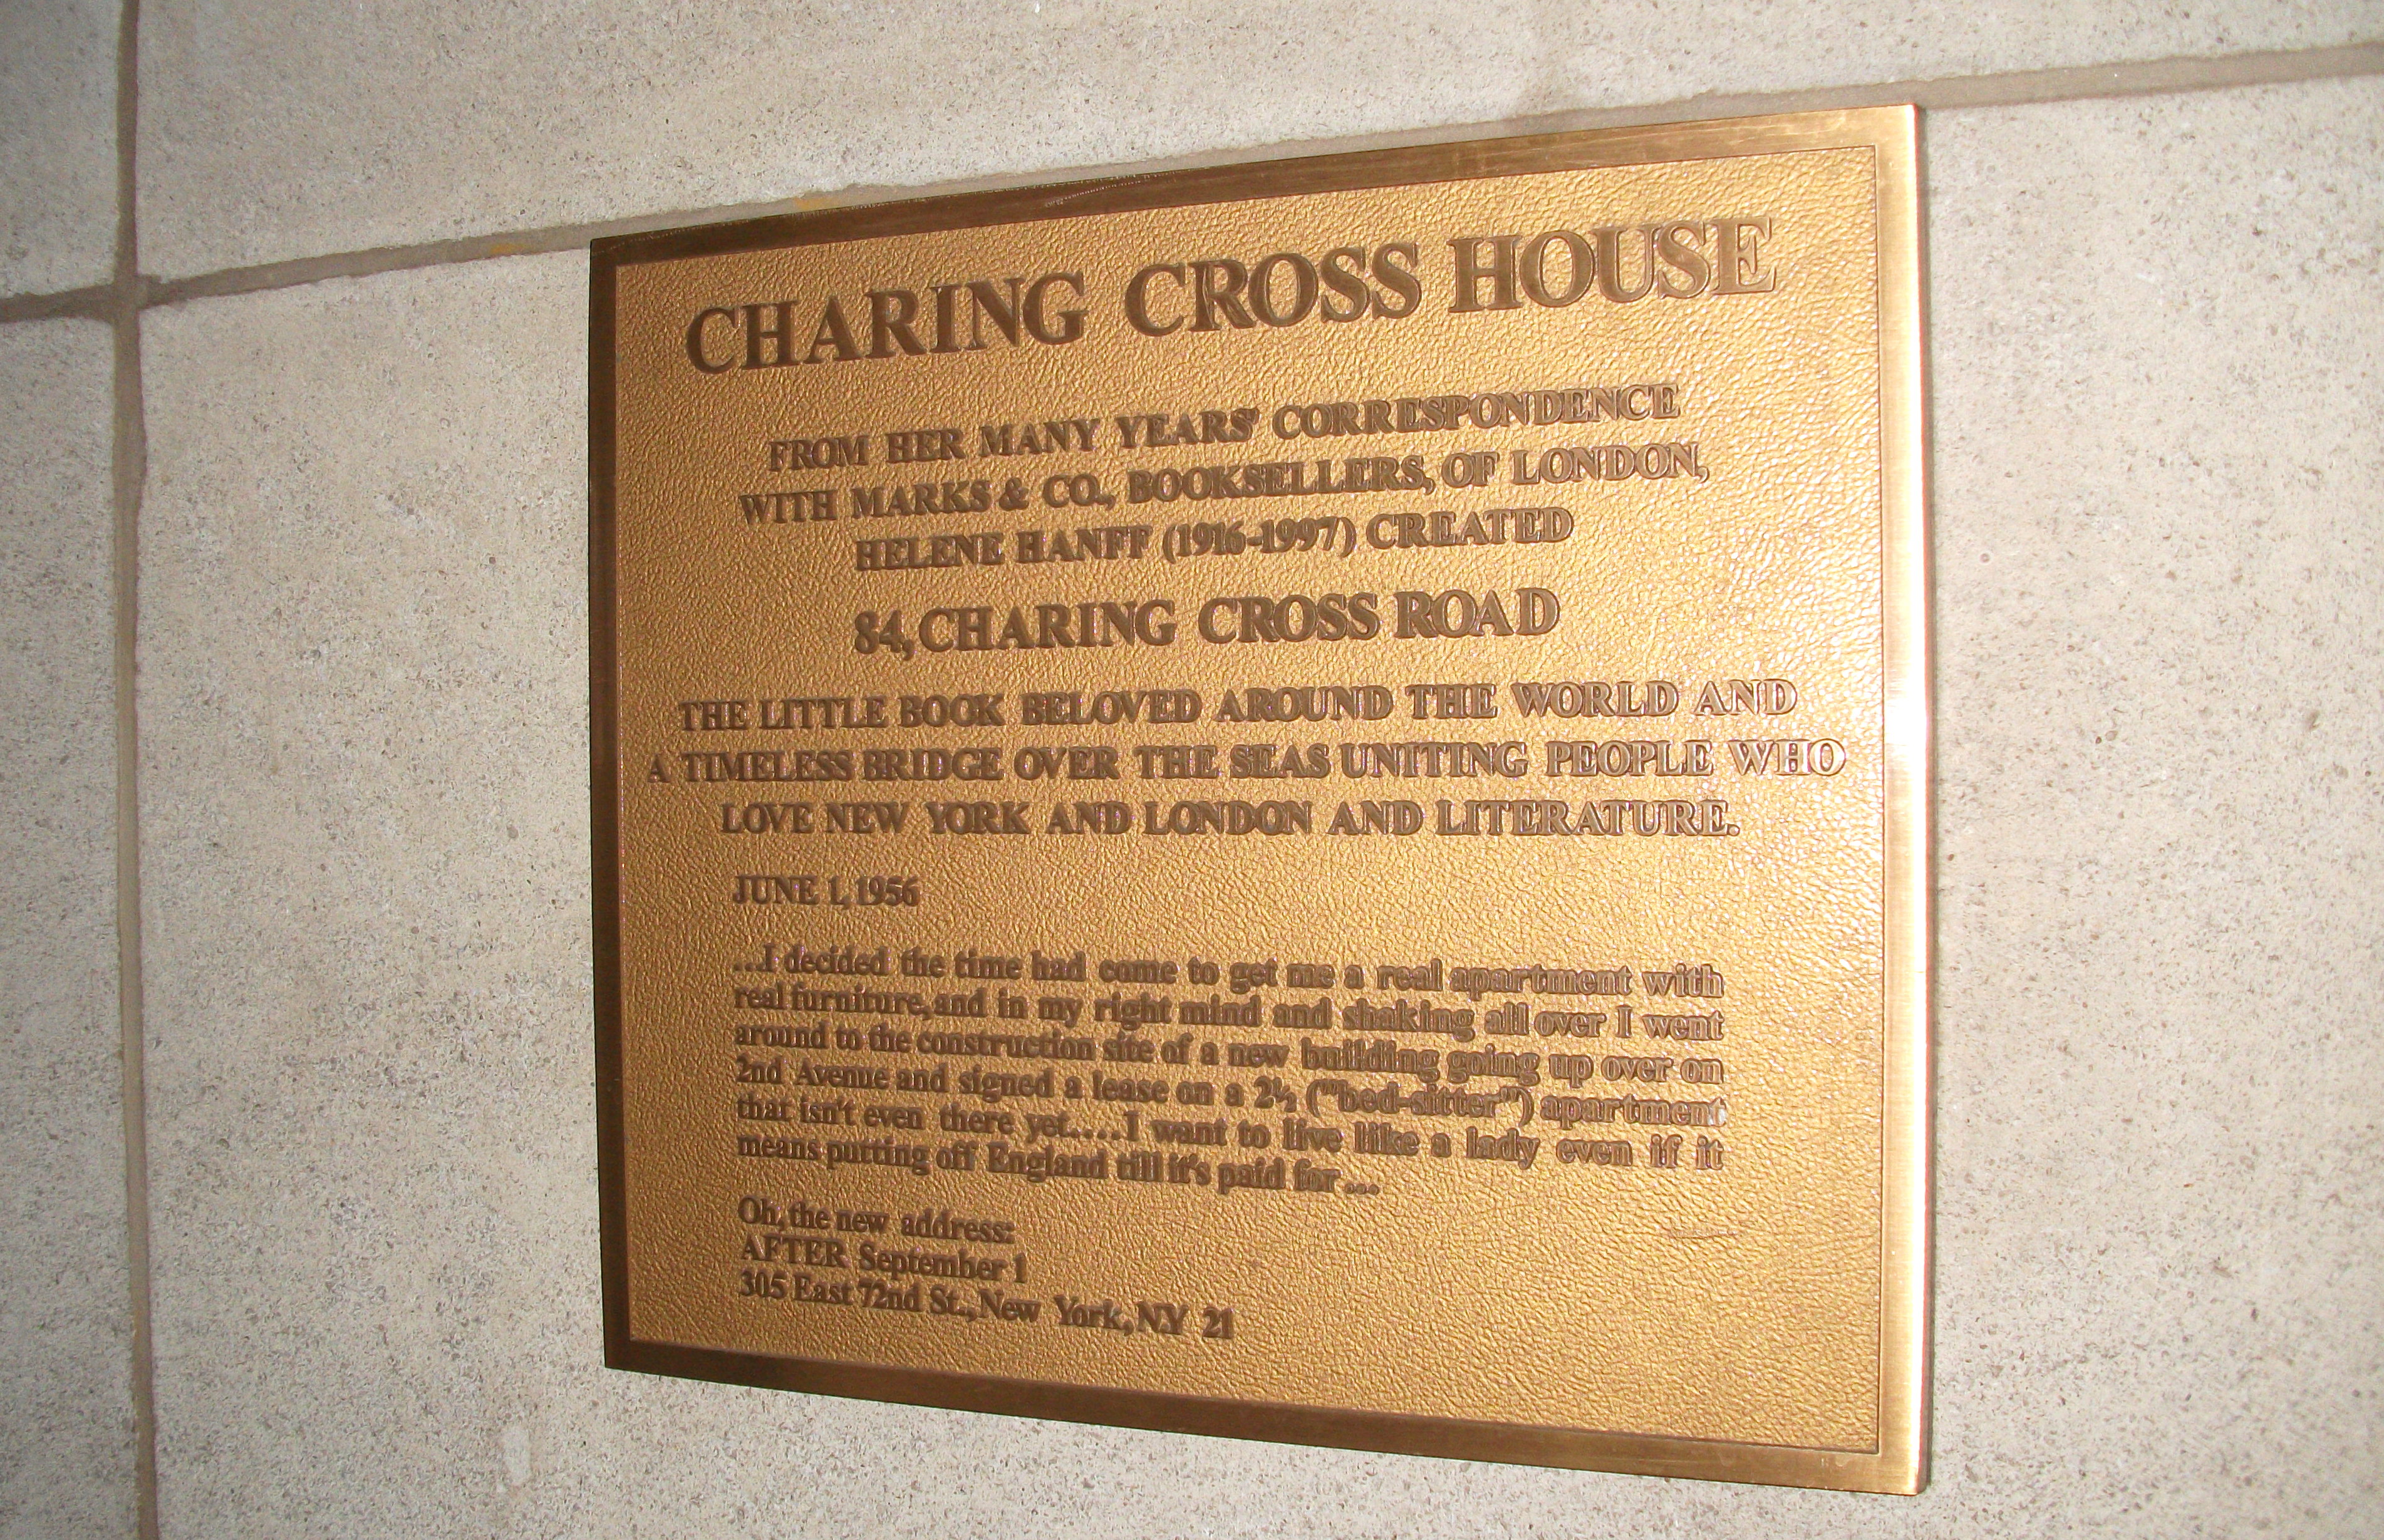 CHARING CROSS HOUSE
FROM HER MANY YEARS' CORRESPONDENCE
WITH MARKS & CO., BOOKSELLERS, OF LONDON,
HELENE HANFF (1916-1997) CREATED
84, CHARING CROSS ROAD
THE LITTLE BOOK BELOVED AROUND THE WORLD AND
A TIMELESS BRIDGE OVER THE SEAS UNITING PEOPLE WHO
LOVE NEW YORK AND LONDON AND LITERATURE.
JUNE 1, 1956
...I decided the time had come to get me a real apartment with
real furniture, and in my right mind and shaking all over I went
around to the construction site of a new building going up over on
2nd Avenue and signed a lease on a 2½ ("bed-sitter") apartment
that isn't even there yet....I want to live like a lady even if it
means putting off England till it's paid for...
Oh, the new address:
AFTER September 1
305 East 72nd St., New York, N.Y 21